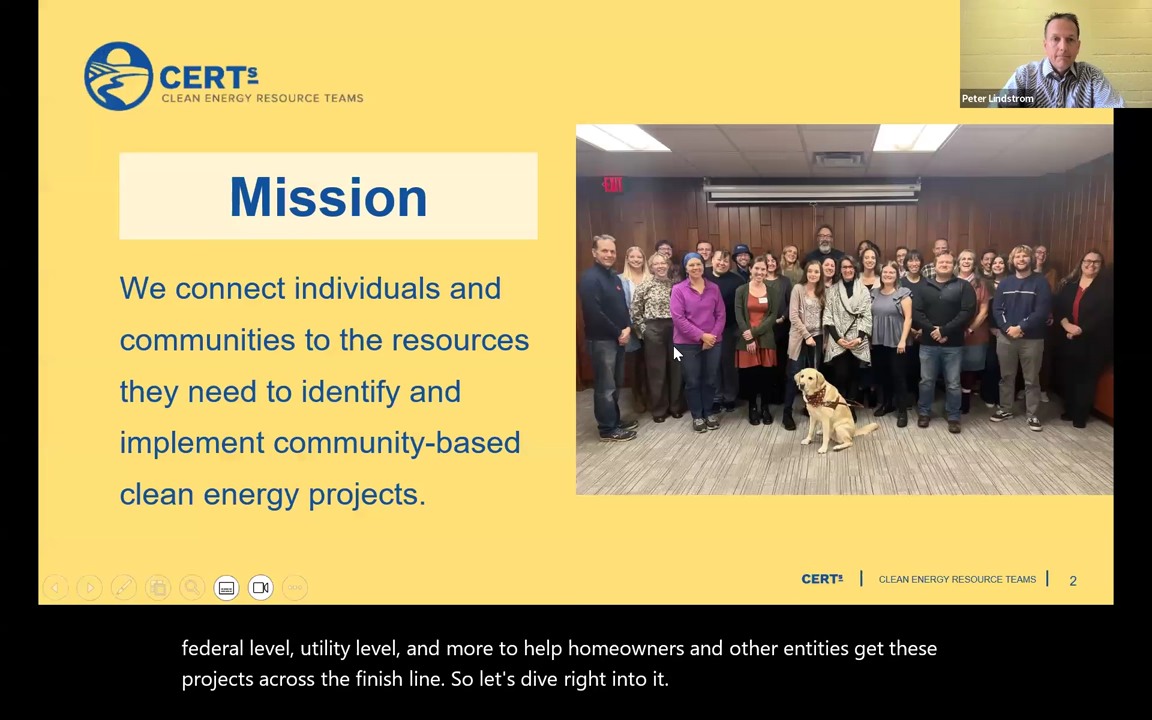 CERTs
CLEAN ENERGY RESOURCE TEAMS
Peter Lindstrom
EXIT
Mission
We connect individuals and
communities to the resources
they need to identify and
implement community-based
clean energy projects.
CERTs | CLEAN ENERGY RESOURCE TEAMS | 2
federal level, utility level, and more to help homeowners and other entities get these
projects across the finish line. So let's dive right into it.